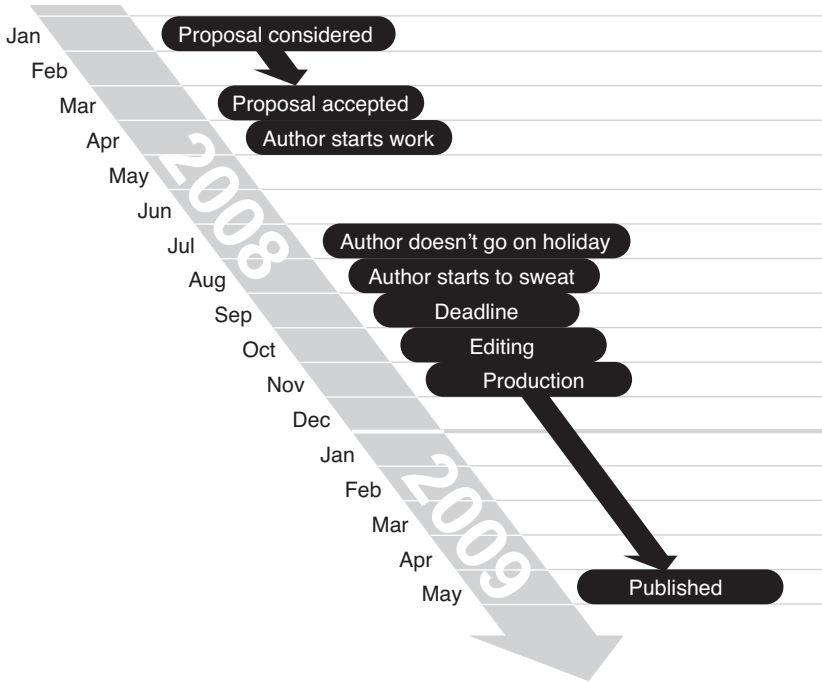 Jan
Proposal considered
Feb
Mar
Proposal accepted
Apr
Author starts work
May
2008
Jun
Jul
Author doesn't go on holiday
Aug
Author starts to sweat
Sep
Deadline
Oct
Editing
Nov
Production
Dec
Jan
Feb
2009
Mar
Apr
May
Published